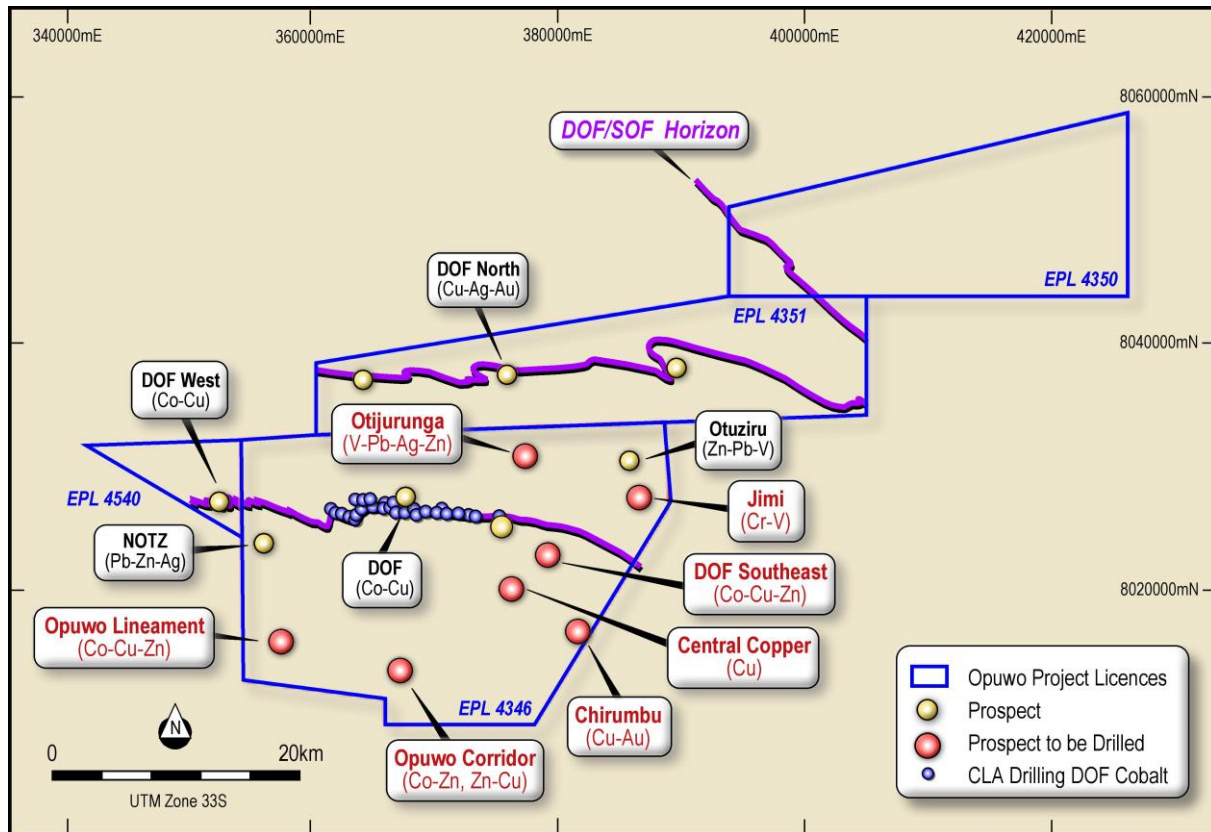 340000mE
360000mE
380000mE
400000mE
420000mE
8060000mN
DOF/SOF Horizon
DOF North
(Cu-Ag-Au)
EPL 4350
EPL 4351
8040000mN
DOF West
(Co-Cu)
Otijurunga
(V-Pb-Ag-Zn)
Otuziru
(Zn-Pb-V)
EPL 4540
Jimi
(Cr-V)
NOTZ
(Pb-Zn-Ag)
DOF
(Co-Cu)
DOF Southeast
(Co-Cu-Zn)
8020000mN
Opuwo Lineament
(Co-Cu-Zn)
Central Copper
(Cu)
EPL 4346
Chirumbu
(Cu-Au)
Opuwo Corridor
(Co-Zn, Zn-Cu)
N
0 20km
UTM Zone 33S
Opuwo Project Licences
Prospect
Prospect to be Drilled
CLA Drilling DOF Cobalt